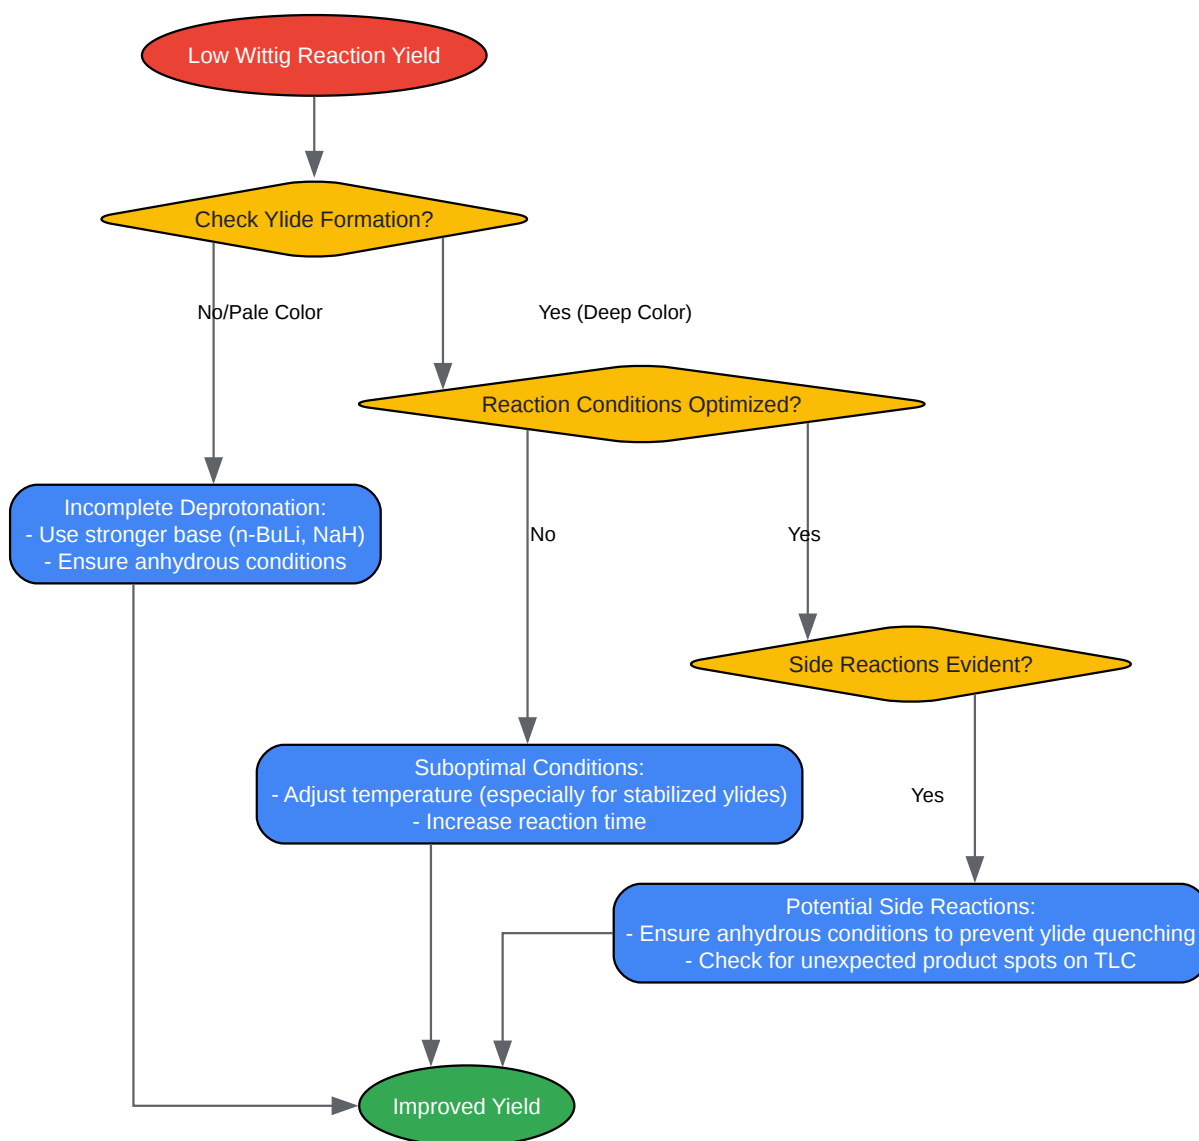 Low Wittig Reaction Yield
Check Ylide Formation?
No/Pale Color
Yes (Deep Color)
Reaction Conditions Optimized?
Incomplete Deprotonation:
- Use stronger base (n-BuLi, NaH)
- Ensure anhydrous conditions
No
Yes
Side Reactions Evident?
Suboptimal Conditions:
- Adjust temperature (especially for stabilized ylides)
- Increase reaction time
Yes
Potential Side Reactions:
- Ensure anhydrous conditions to prevent ylide quenching
- Check for unexpected product spots on TLC
Improved Yield